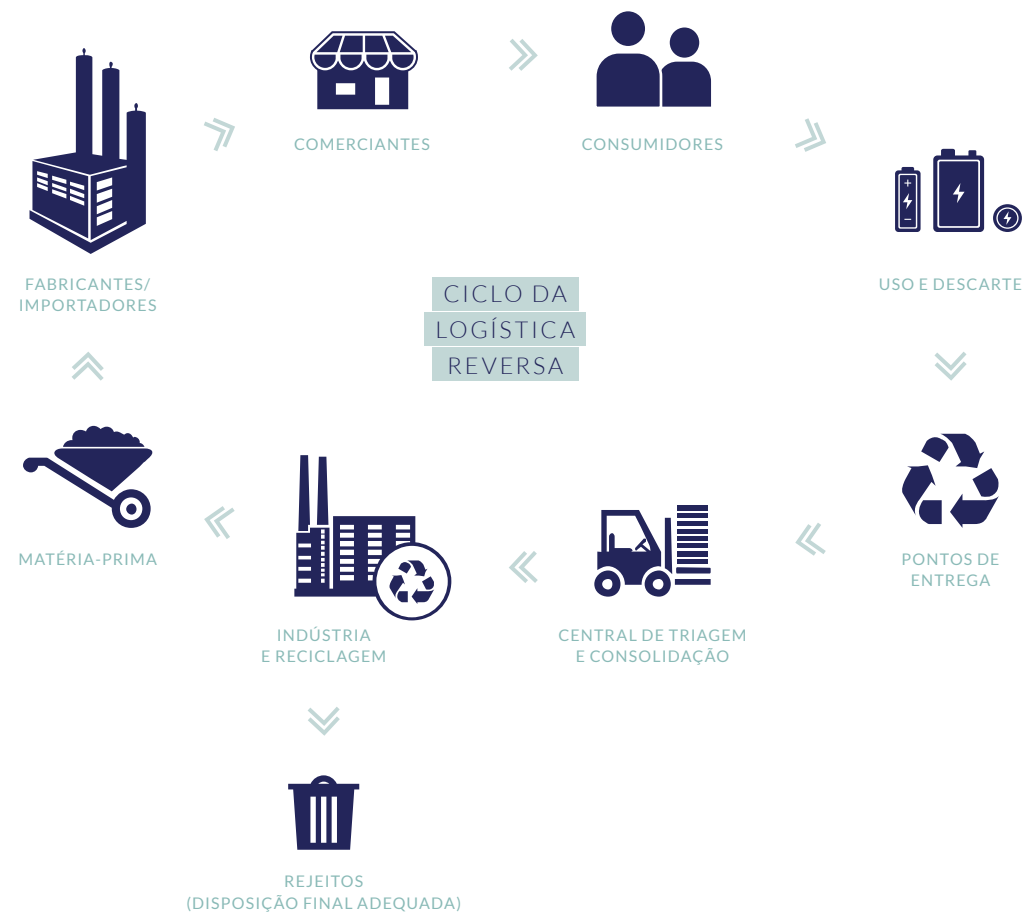 COMERCIANTES
CONSUMIDORES
FABRICANTES/
IMPORTADORES
USO E DESCARTE
CICLO DA
LOGÍSTICA
REVERSA
MATÉRIA-PRIMA
PONTOS DE
ENTREGA
INDÚSTRIA
E RECICLAGEM
CENTRAL DE TRIAGEM
E CONSOLIDAÇÃO
REJEITOS
(DISPOSIÇÃO FINAL ADEQUADA)